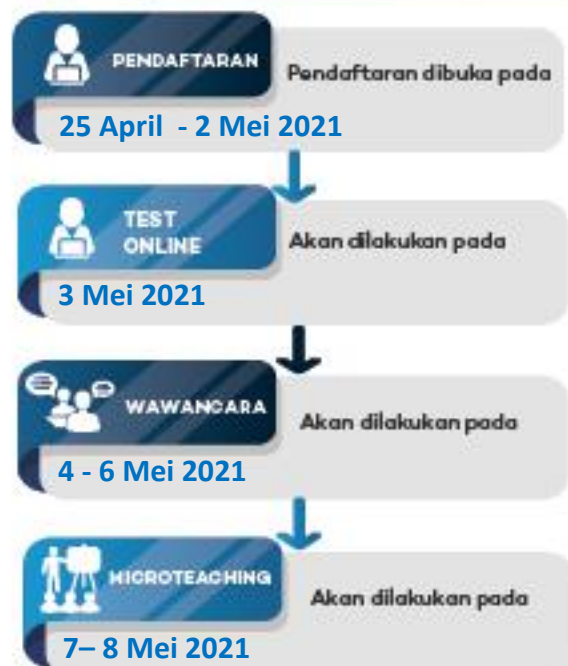 PENDAFTARAN
Pendaftaran dibuka pada
25 April - 2 Mei 2021
TEST
ONLINE
Akan dilakukan pada
3 Mei 2021
WAWANCARA
Akan dilakukan pada
4 - 6 Mei 2021
MICROTEACHING
Akan dilakukan pada
7– 8 Mei 2021